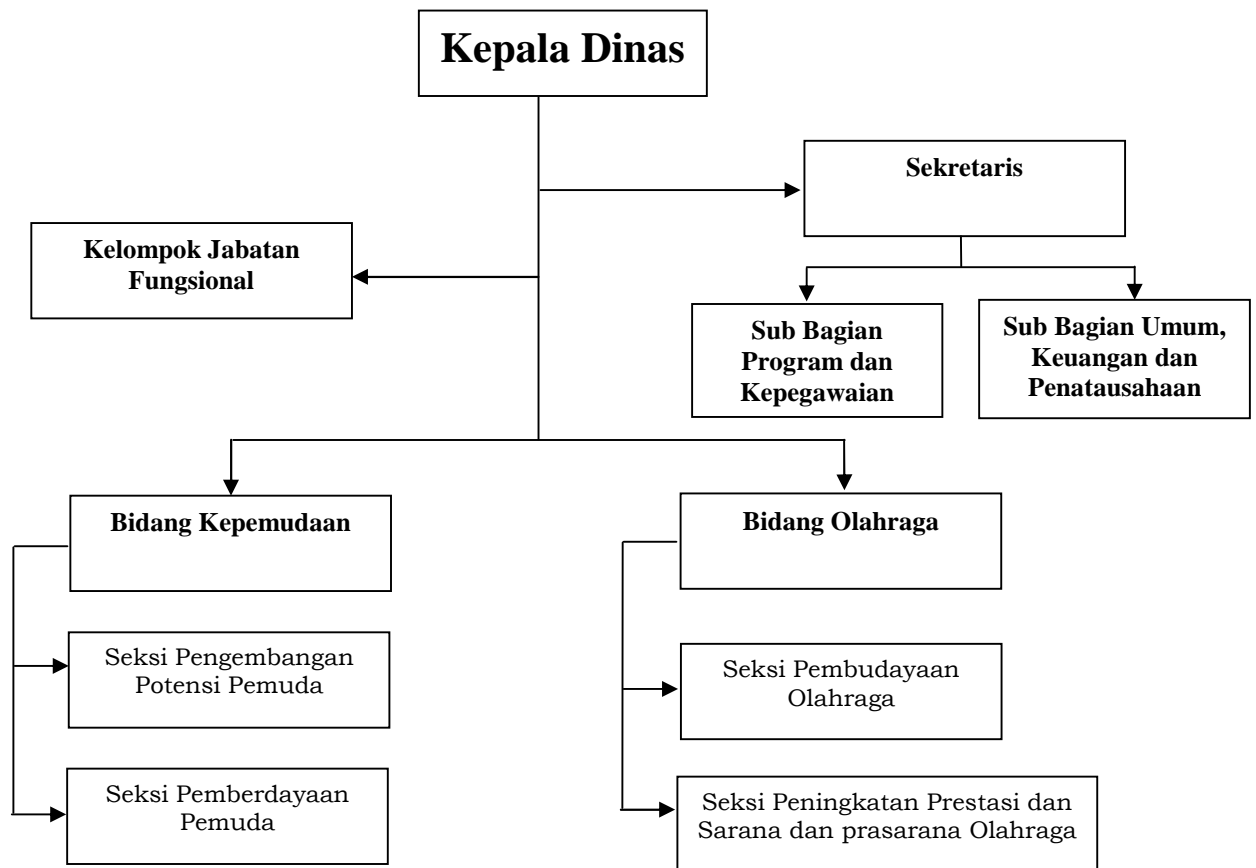 Kepala Dinas
Sekretaris
Kelompok Jabatan
Fungsional
Sub Bagian
Program dan
Kepegawaian
Sub Bagian Umum,
Keuangan dan
Penatausahaan
Bidang Kepemudaan
Bidang Olahraga
Seksi Pengembangan
Potensi Pemuda
Seksi Pembudayaan
Olahraga
Seksi Pemberdayaan
Pemuda
Seksi Peningkatan Prestasi dan
Sarana dan prasarana Olahraga